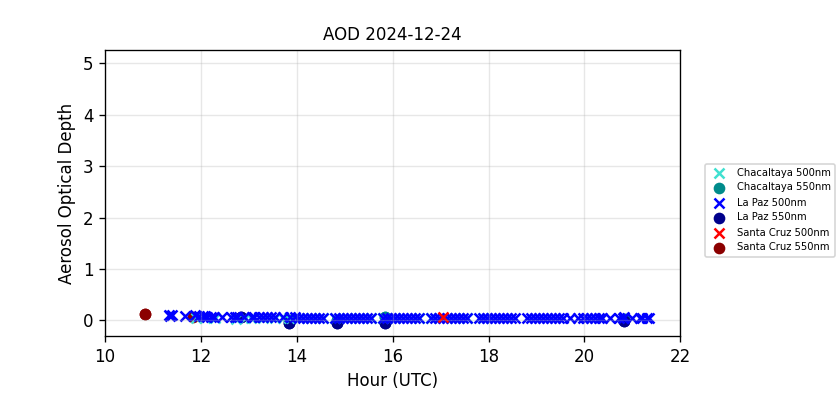 AOD 2024-12-24
Aerosol Optical Depth
5
4
3
2
1
0
10 12 14 16 18 20 22
Hour (UTC)
Chacaltaya 500nm
Chacaltaya 550nm
La Paz 500nm
La Paz 550nm
Santa Cruz 500nm
Santa Cruz 550nm